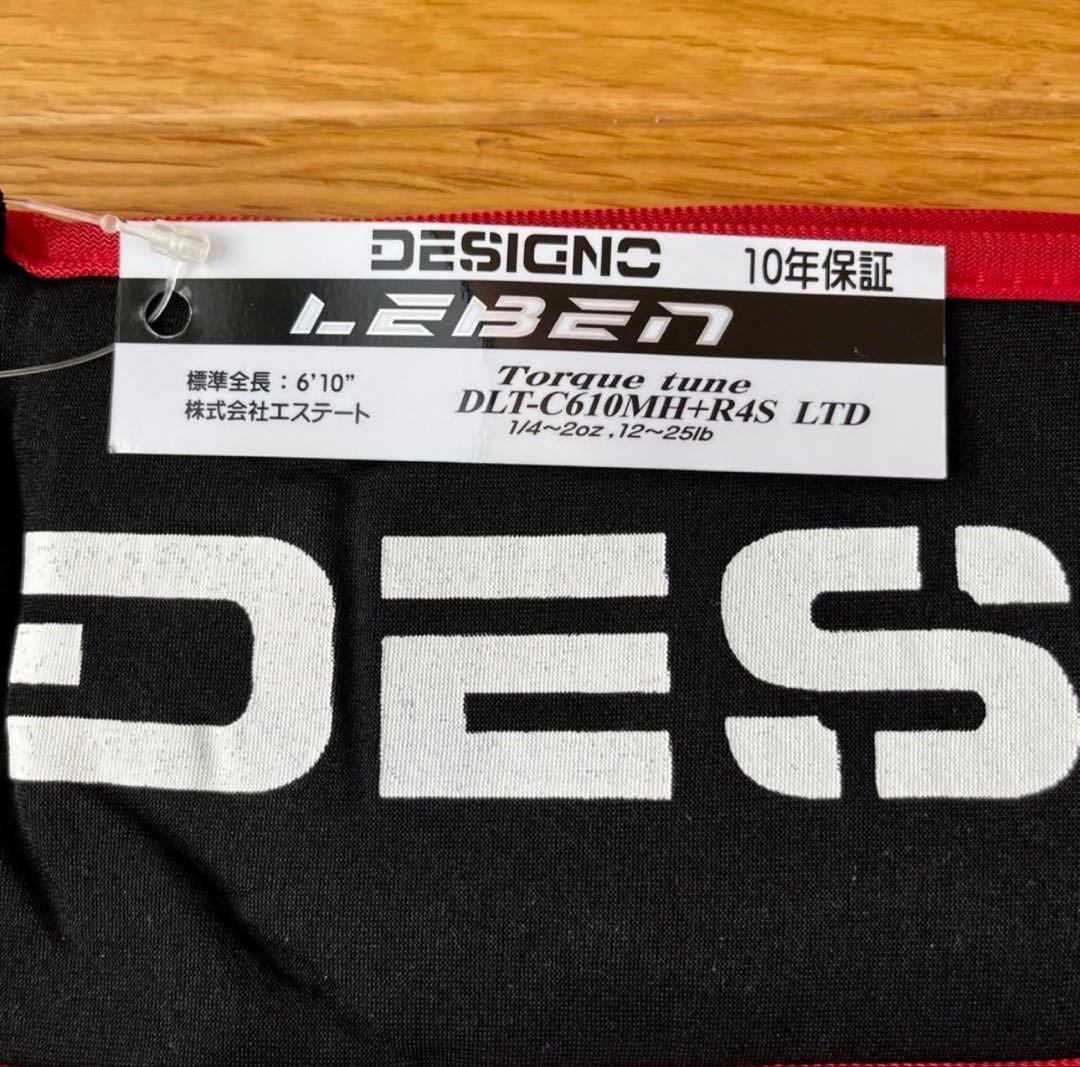 DESIGNO 10年保証
LEBEN
標準全長:6'10"
株式会社エステート
Torque tune
DLT-C610MH+R4S LTD
1/4~2oz ,12~25lb
DES